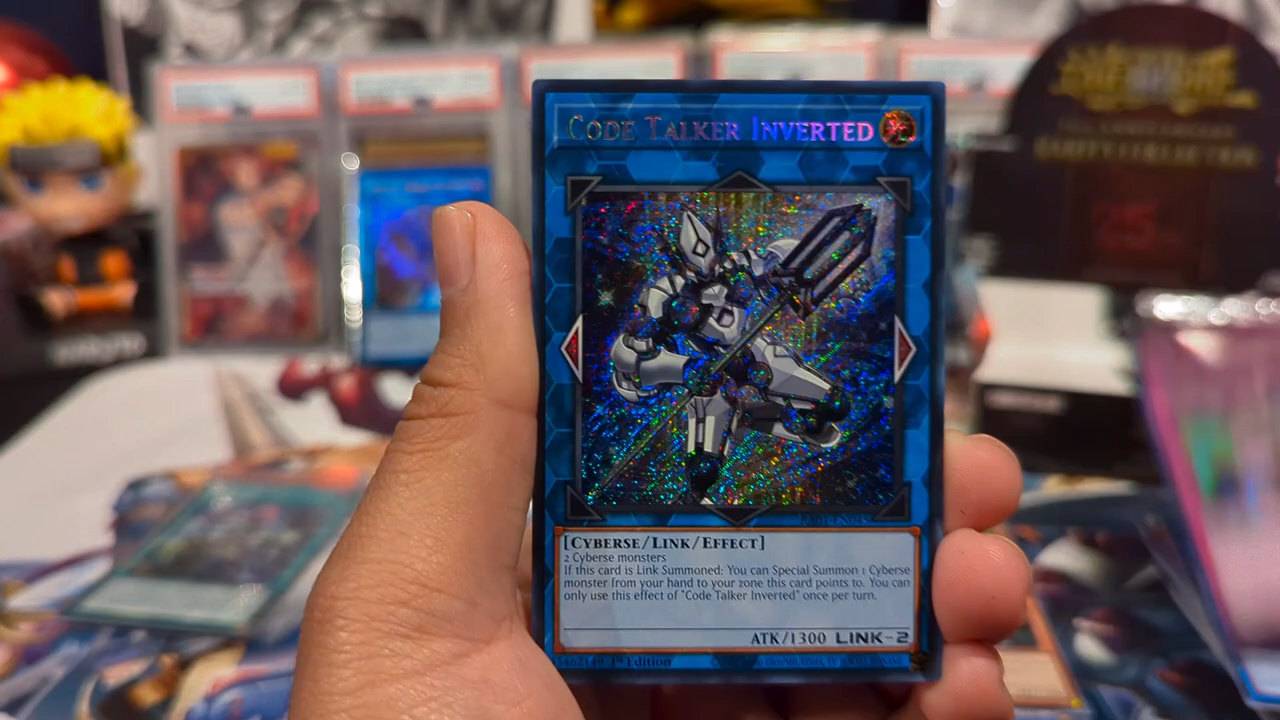 CODE TALKER INVERTED
RA01-EN045
[CYBERSE/LINK/EFFECT]
2 Cyberse monsters
If this card is Link Summoned: You can Special Summon 1 Cyberse
monster from your hand to your zone this card points to. You can
only use this effect of "Code Talker Inverted" once per turn.
ATK/1300 LINK-2
1st Edition